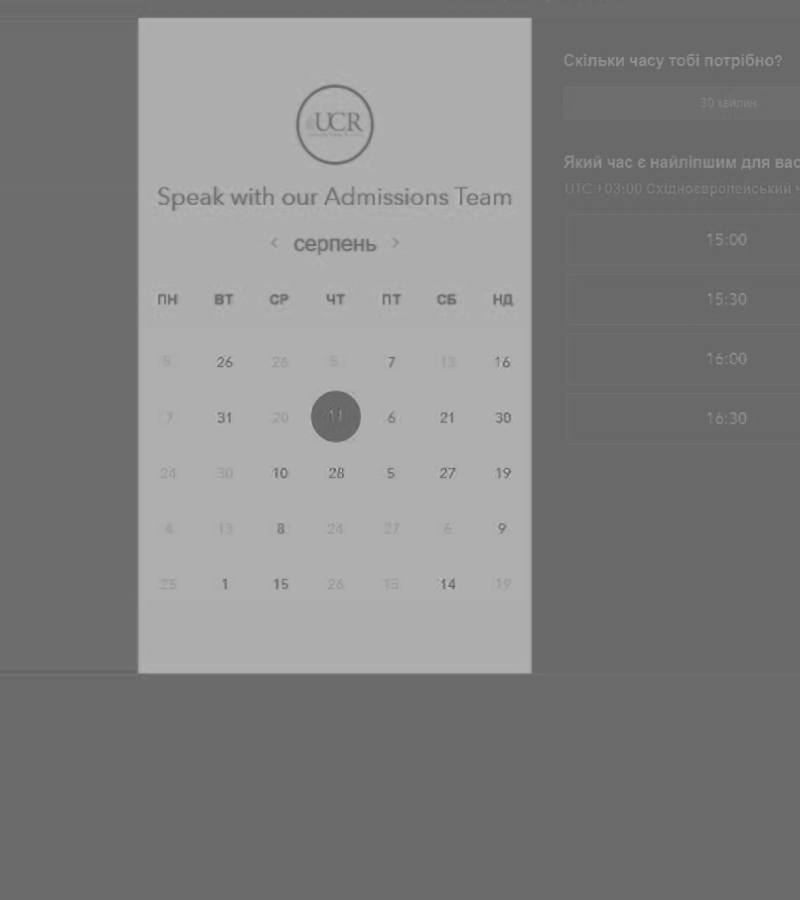 UCR
Speak with our Admissions Team
‹ серпень ›
ПН ВТ СР ЧТ ПТ СБ НД
5 26 26 5 7 13 16
7 31 20 11 6 21 30
24 30 10 28 5 27 19
4 13 8 24 27 6 9
25 1 15 26 15 14 19
Скільки часу тобі потрібно?
30 хвилин
Який час є найліпшим для вас
UTC +03:00 Східноєвропейський ч
15:00
15:30
16:00
16:30